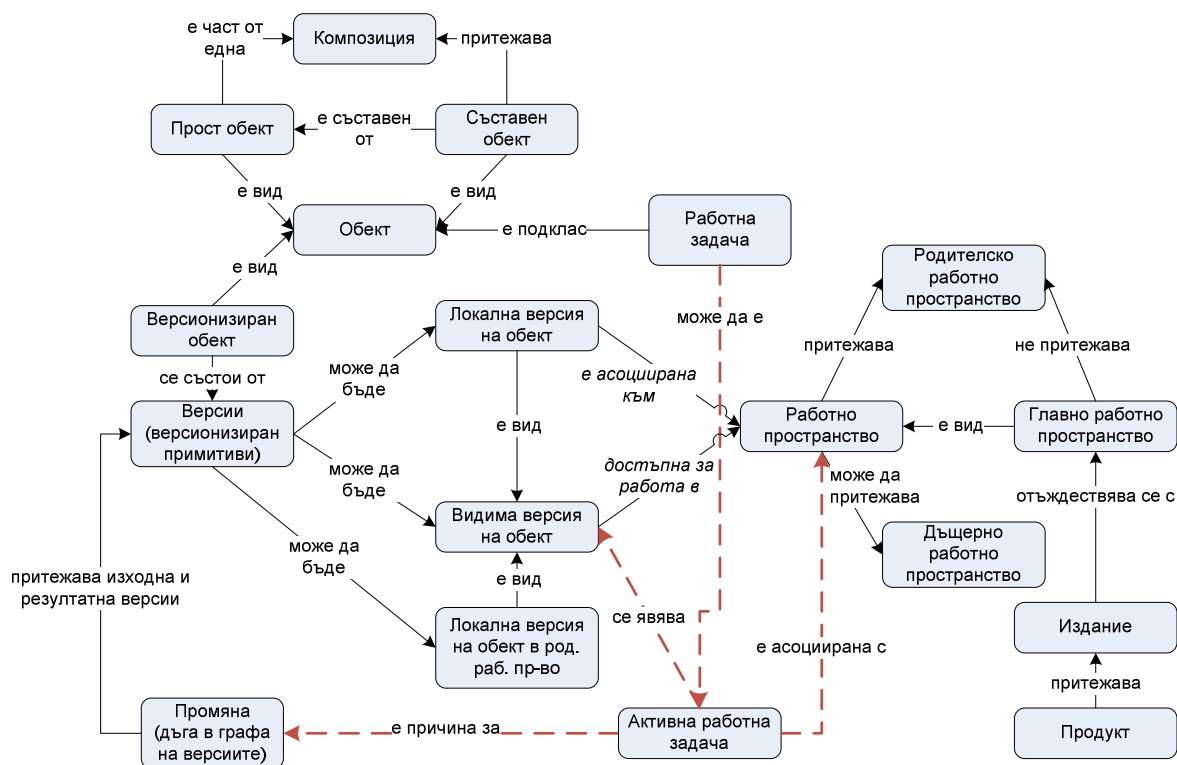 е част от
една
Композиция
притежава
Прост обект
е съставен
от
Съставен
обект
е вид
е вид
Обект
е подклас
Работна
задача
е вид
Родителско
работно
пространство
Версионизиран
обект
Локална версия
на обект
може да е
може да
бъде
е асоциирана
към
притежава
не притежава
се състои от
Версии
(версионизиран
примитиви)
е вид
Работно
пространство
е вид
Главно работно
пространство
може да
бъде
достъпна за
работа в
може да
притежава
отъждествява се с
Видима версия
на обект
Дъщерно
работно
пространство
може да
бъде
притежава изходна и
резултатна версии
е вид
се явява
Локална версия
на обект в род.
раб. пр-во
е асоциирана с
Издание
притежава
Промяна
(дъга в графа
на версиите)
е причина за
Активна работна
задача
Продукт